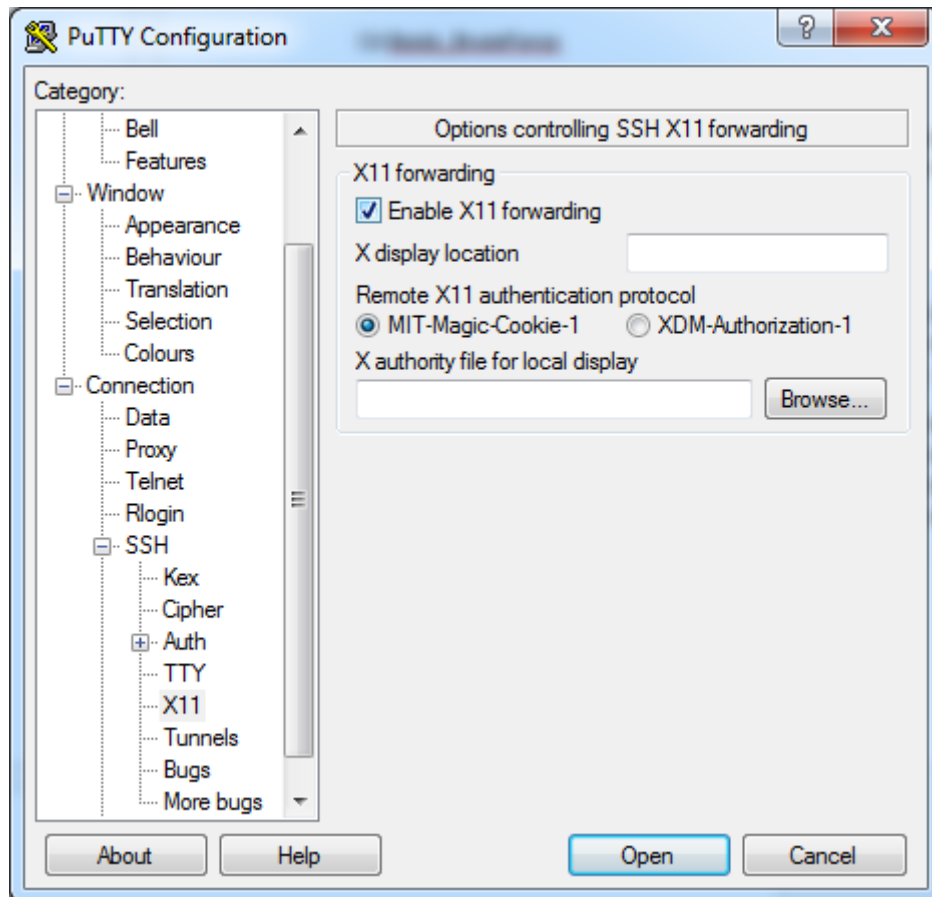 PuTTY Configuration
Category:
Bell
Features
Window
Appearance
Behaviour
Translation
Selection
Colours
Connection
Data
Proxy
Telnet
Rlogin
SSH
Kex
Cipher
Auth
TTY
X11
Tunnels
Bugs
More bugs
Options controlling SSH X11 forwarding
X11 forwarding
Enable X11 forwarding
X display location
Remote X11 authentication protocol
MIT-Magic-Cookie-1 XDM-Authorization-1
X authority file for local display
Browse...
About Help Open Cancel